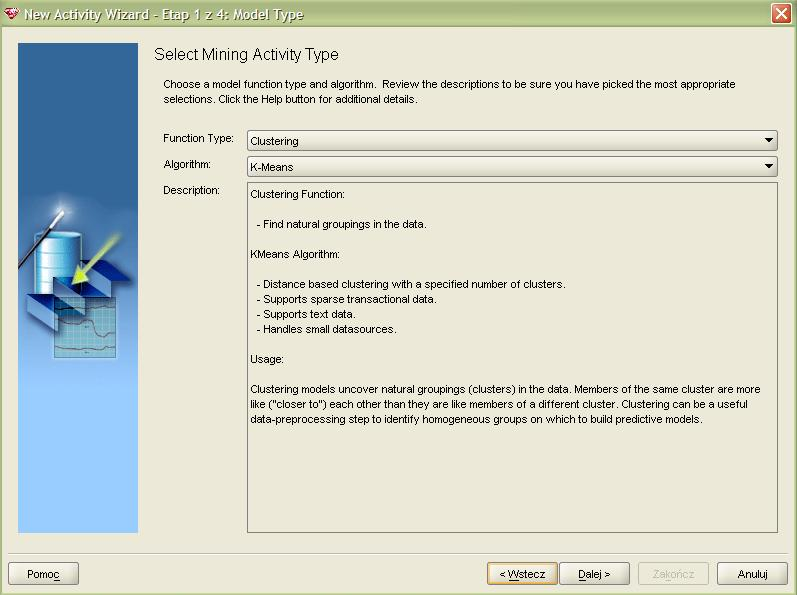 New Activity Wizard - Etap 1 z 4: Model Type
Select Mining Activity Type
Choose a model function type and algorithm. Review the descriptions to be sure you have picked the most appropriate
selections. Click the Help button for additional details.
Function Type: Clustering
Algorithm: K-Means
Description:
Clustering Function:
- Find natural groupings in the data.
KMeans Algorithm:
- Distance based clustering with a specified number of clusters.
- Supports sparse transactional data.
- Supports text data.
- Handles small datasources.
Usage:
Clustering models uncover natural groupings (clusters) in the data. Members of the same cluster are more
like ("closer to") each other than they are like members of a different cluster. Clustering can be a useful
data-preprocessing step to identify homogeneous groups on which to build predictive models.
Pomoc < Wstecz Dalej > Zakończ Anuluj